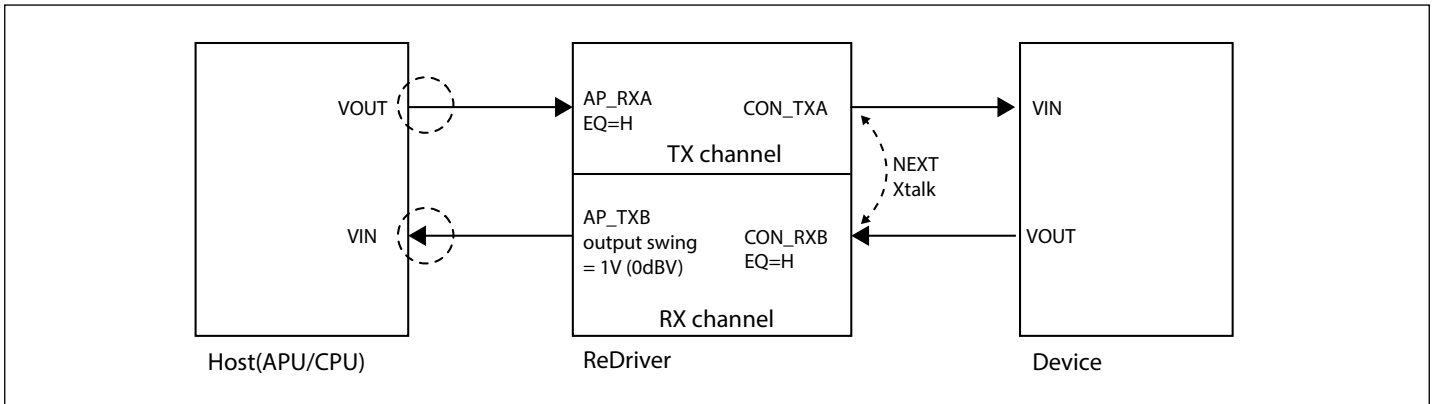 VOUT
VIN
Host(APU/CPU)
AP_RXA
EQ=H
CON_TXA
TX channel
AP_TXB
output swing
= 1V (0dBV)
CON_RXB
EQ=H
RX channel
ReDriver
NEXT
Xtalk
VIN
VOUT
Device